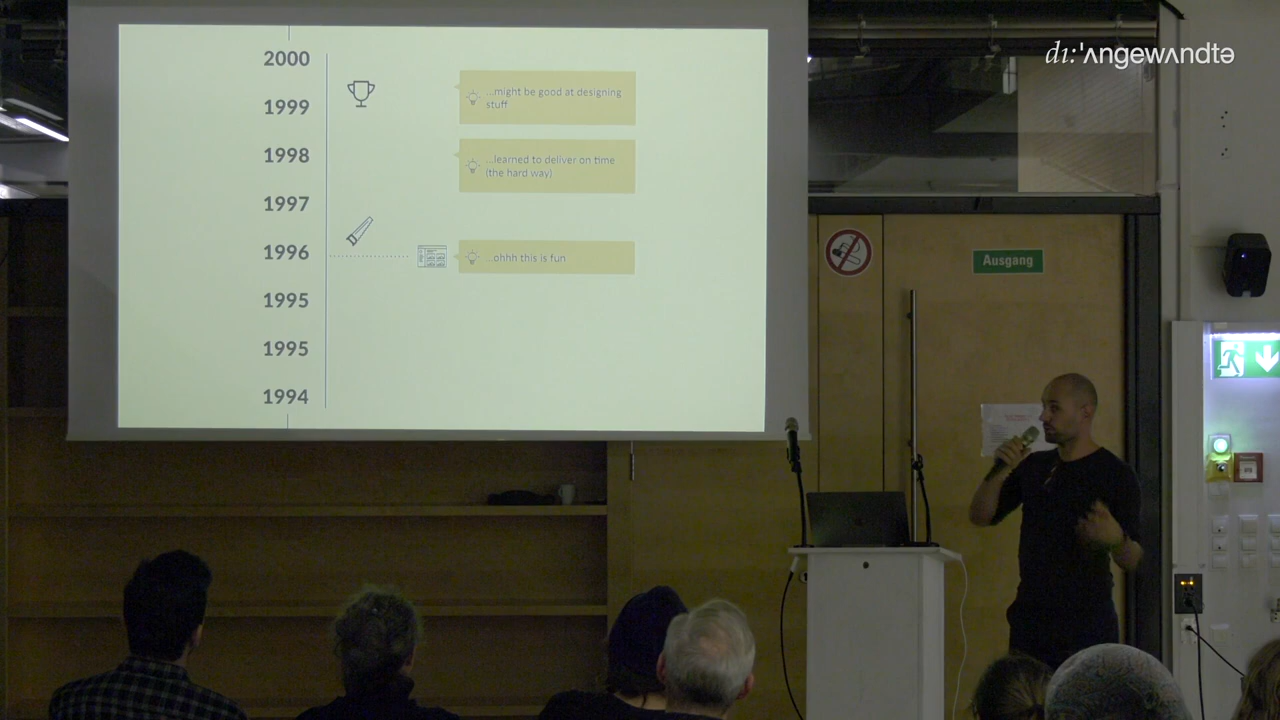 dı:'ʌngewʌndtə
2000
1999
1998
1997
1996
1995
1995
1994
...might be good at designing
stuff
...learned to deliver on time
(the hard way)
...ohhh this is fun
Ausgang